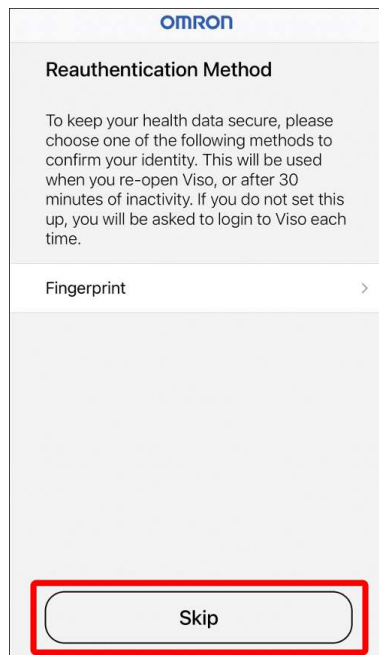 OMRON
Reauthentication Method
To keep your health data secure, please
choose one of the following methods to
confirm your identity. This will be used
when you re-open Viso, or after 30
minutes of inactivity. If you do not set this
up, you will be asked to login to Viso each
time.
Fingerprint
Skip